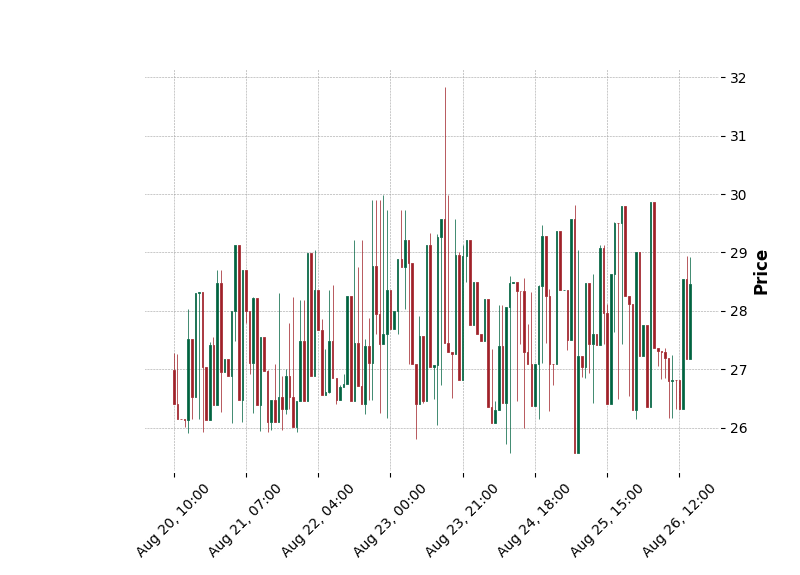 32
31
30
29
28
27
26
Price
Aug 20, 10:00
Aug 21, 07:00
Aug 22, 04:00
Aug 23, 00:00
Aug 23, 21:00
Aug 24, 18:00
Aug 25, 15:00
Aug 26, 12:00